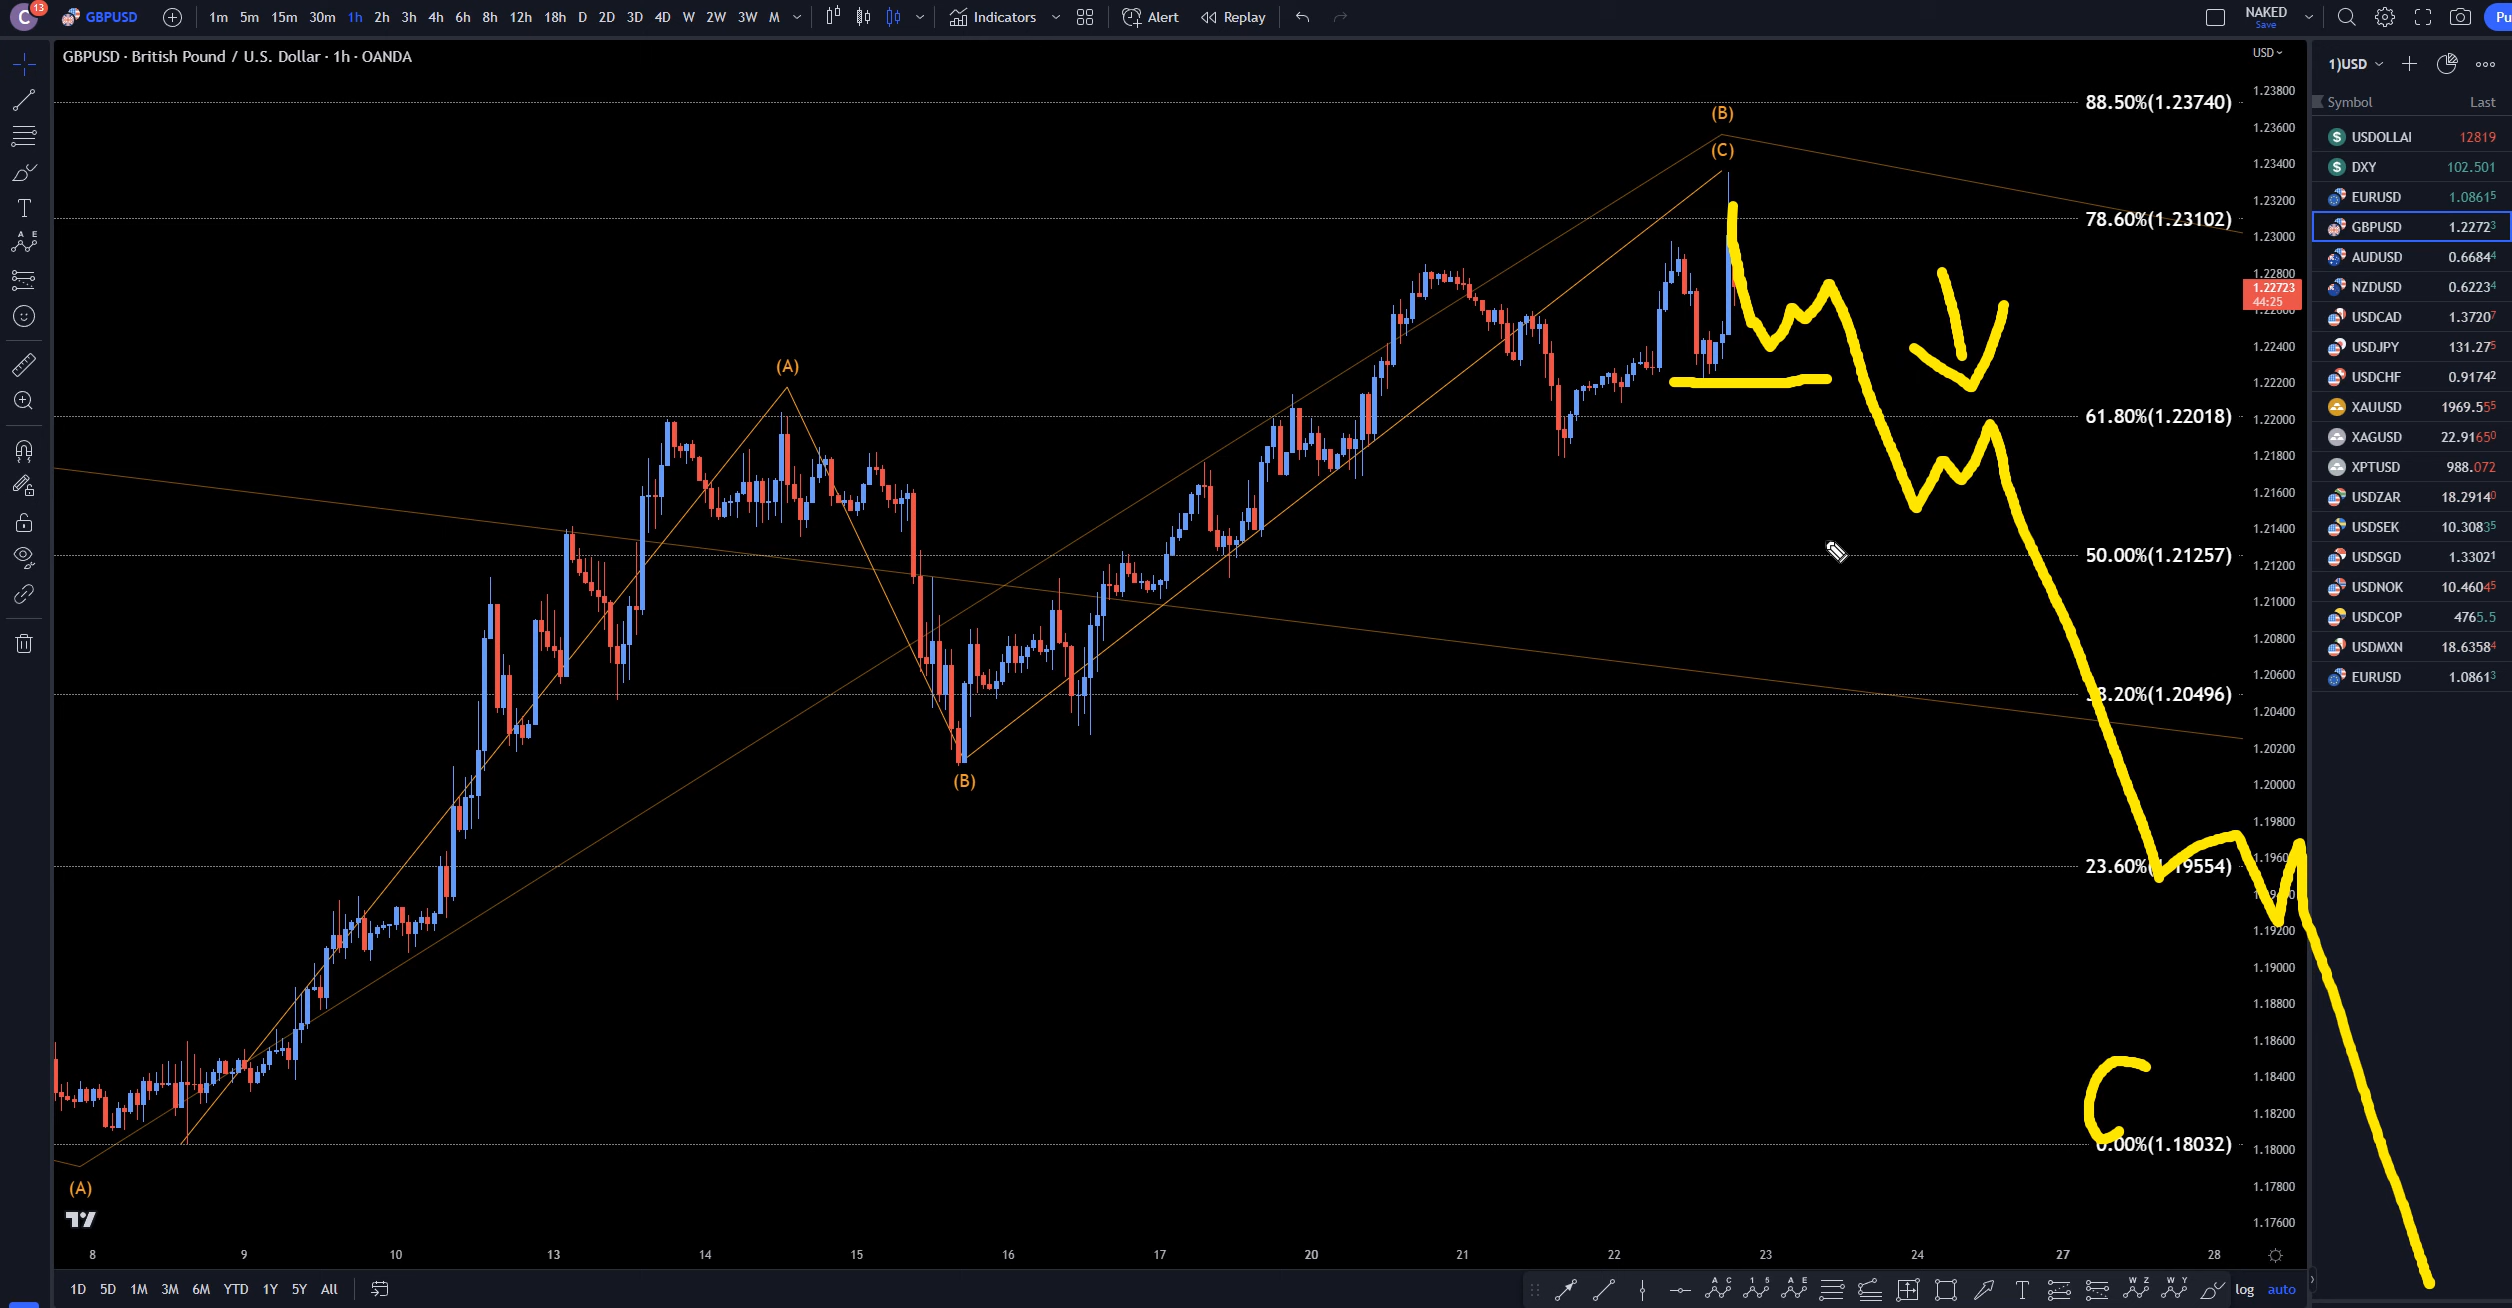 C 13 GBPUSD 1m 5m 15m 30m 1h 2h 3h 4h 6h 8h 12h 18h D 2D 3D 4D W 2W 3W M Indicators Alert Replay NAKED Save Pu
GBPUSD · British Pound / U.S. Dollar · 1h · OANDA
USD
1)USD
Symbol Last
USDOLLAI 12819
DXY 102.501
EURUSD 1.08615
GBPUSD 1.22723
AUDUSD 0.66844
NZDUSD 0.62234
USDCAD 1.37207
USDJPY 131.275
USDCHF 0.91742
XAUUSD 1969.555
XAGUSD 22.91650
XPTUSD 988.072
USDZAR 18.29140
USDSEK 10.30835
USDSGD 1.33021
USDNOK 10.46045
USDCOP 4765.5
USDMXN 18.63584
EURUSD 1.08613
88.50%(1.23740)
78.60%(1.23102)
61.80%(1.22018)
50.00%(1.21257)
38.20%(1.20496)
23.60%(1.19554)
0.00%(1.18032)
(B)
(C)
(A)
(B)
(A)
C
1.23800
1.23600
1.23400
1.23200
1.23000
1.22800
1.22723
44:25
1.22400
1.22200
1.22000
1.21800
1.21600
1.21400
1.21200
1.21000
1.20800
1.20600
1.20400
1.20200
1.20000
1.19800
1.19200
1.19000
1.18800
1.18600
1.18400
1.18200
1.18000
1.17800
1.17600
8 9 10 13 14 15 16 17 20 21 22 23 24 27 28
1D 5D 1M 3M 6M YTD 1Y 5Y All
log auto